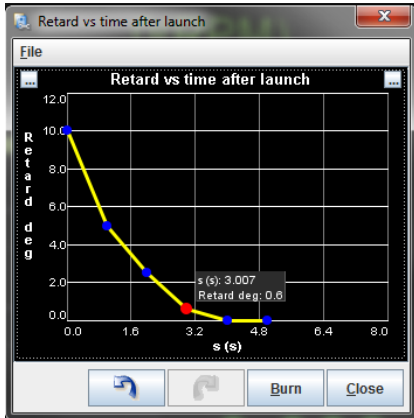 Retard vs time after launch
File
... Retard vs time after launch ...
Retard deg
12.0
10.0
8.0
6.0
4.0
2.0
0.0
s (s): 3.007
Retard deg: 0.6
0.0 1.6 3.2 4.8 6.4 8.0
s (s)
Burn Close